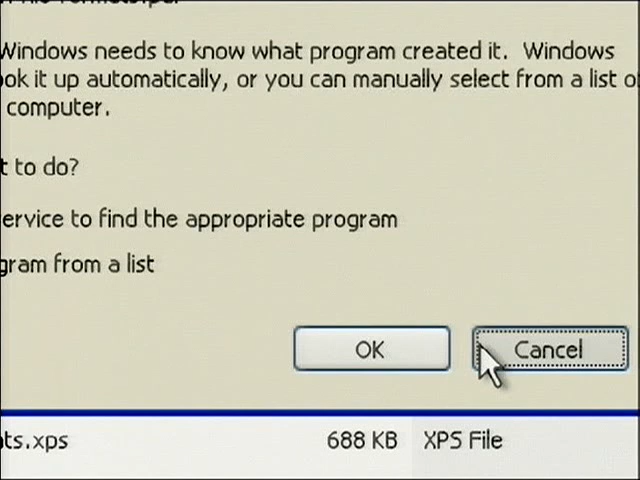 Windows needs to know what program created it. Windows
ok it up automatically, or you can manually select from a list o
computer.
t to do?
ervice to find the appropriate program
gram from a list
OK
Cancel
ts.xps 688 KB XPS File